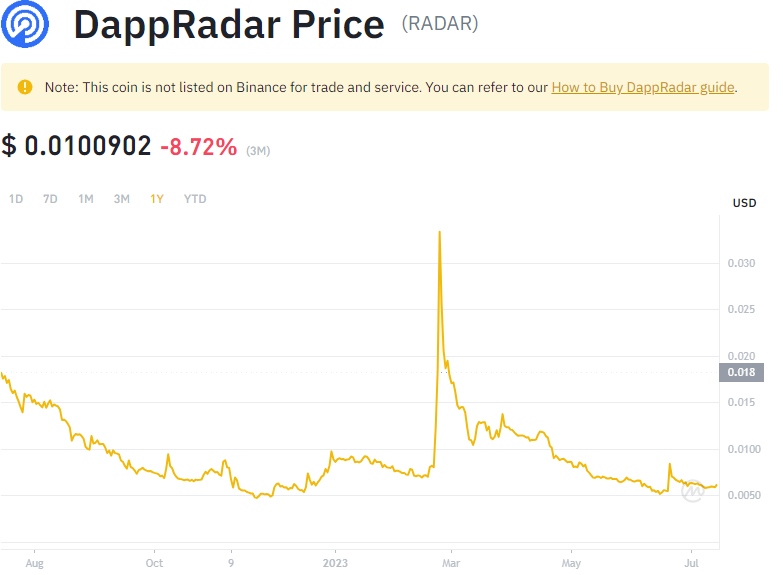 DappRadar Price (RADAR)
Note: This coin is not listed on Binance for trade and service. You can refer to our How to Buy DappRadar guide.
$ 0.0100902 -8.72% (3M)
1D 7D 1M 3M 1Y YTD
USD
0.030
0.025
0.020
0.018
0.015
0.0100
0.0050
Aug Oct 9 2023 Mar May Jul